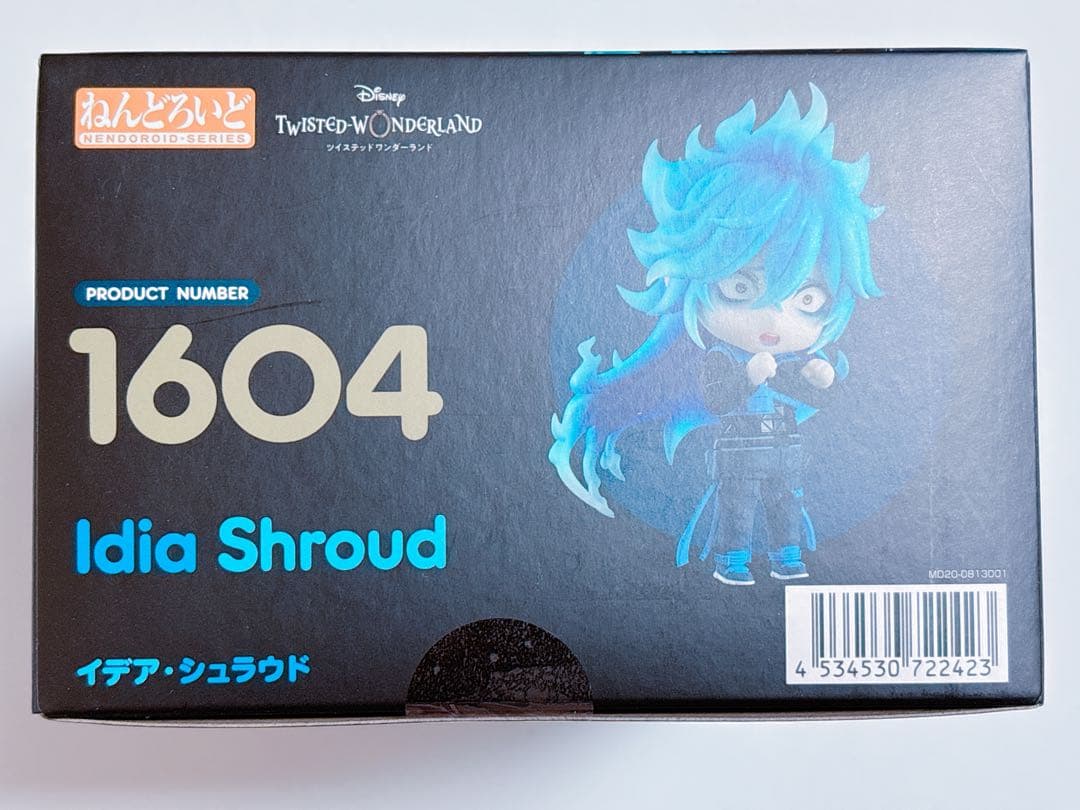 ねんどろいど
NENDOROID・SERIES
Disney
TWISTED-WONDERLAND
ツイステッドワンダーランド
PRODUCT NUMBER
1604
Idia Shroud
イデア・シュラウド
MD20-0813001
4 534530 722423